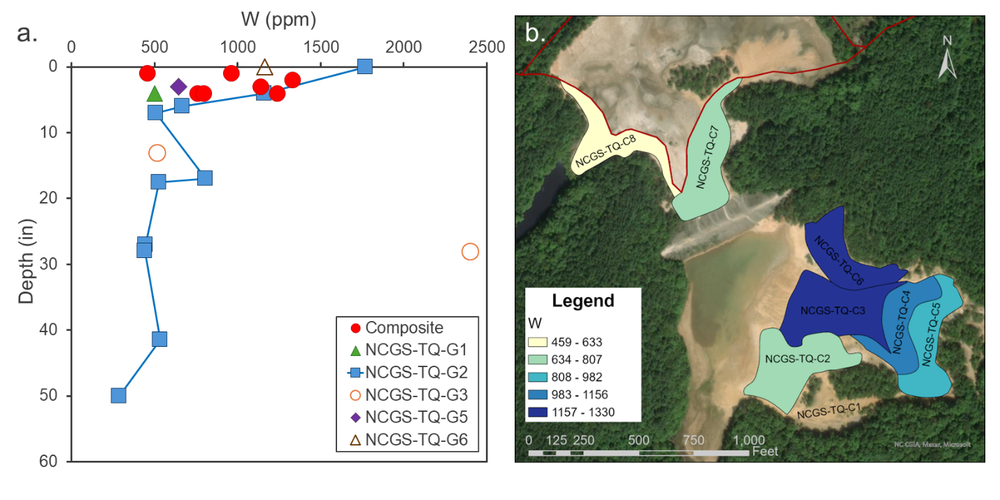 a.
W (ppm)
0 500 1000 1500 2000 2500
0
10
20
30
40
50
60
Depth (in)
Composite
NCGS-TQ-G1
NCGS-TQ-G2
NCGS-TQ-G3
NCGS-TQ-G5
NCGS-TQ-G6
b.
N
NCGS-TQ-C8
NCGS-TQ-C7
NCGS-TQ-C6
NCGS-TQ-C3
NCGS-TQ-C4
NCGS-TQ-C5
NCGS-TQ-C2
NCGS-TQ-C1
Legend
W
459 - 633
634 - 807
808 - 982
983 - 1156
1157 - 1330
0 125 250 500 750 1,000
Feet
NC CGIA, Maxar, Microsoft